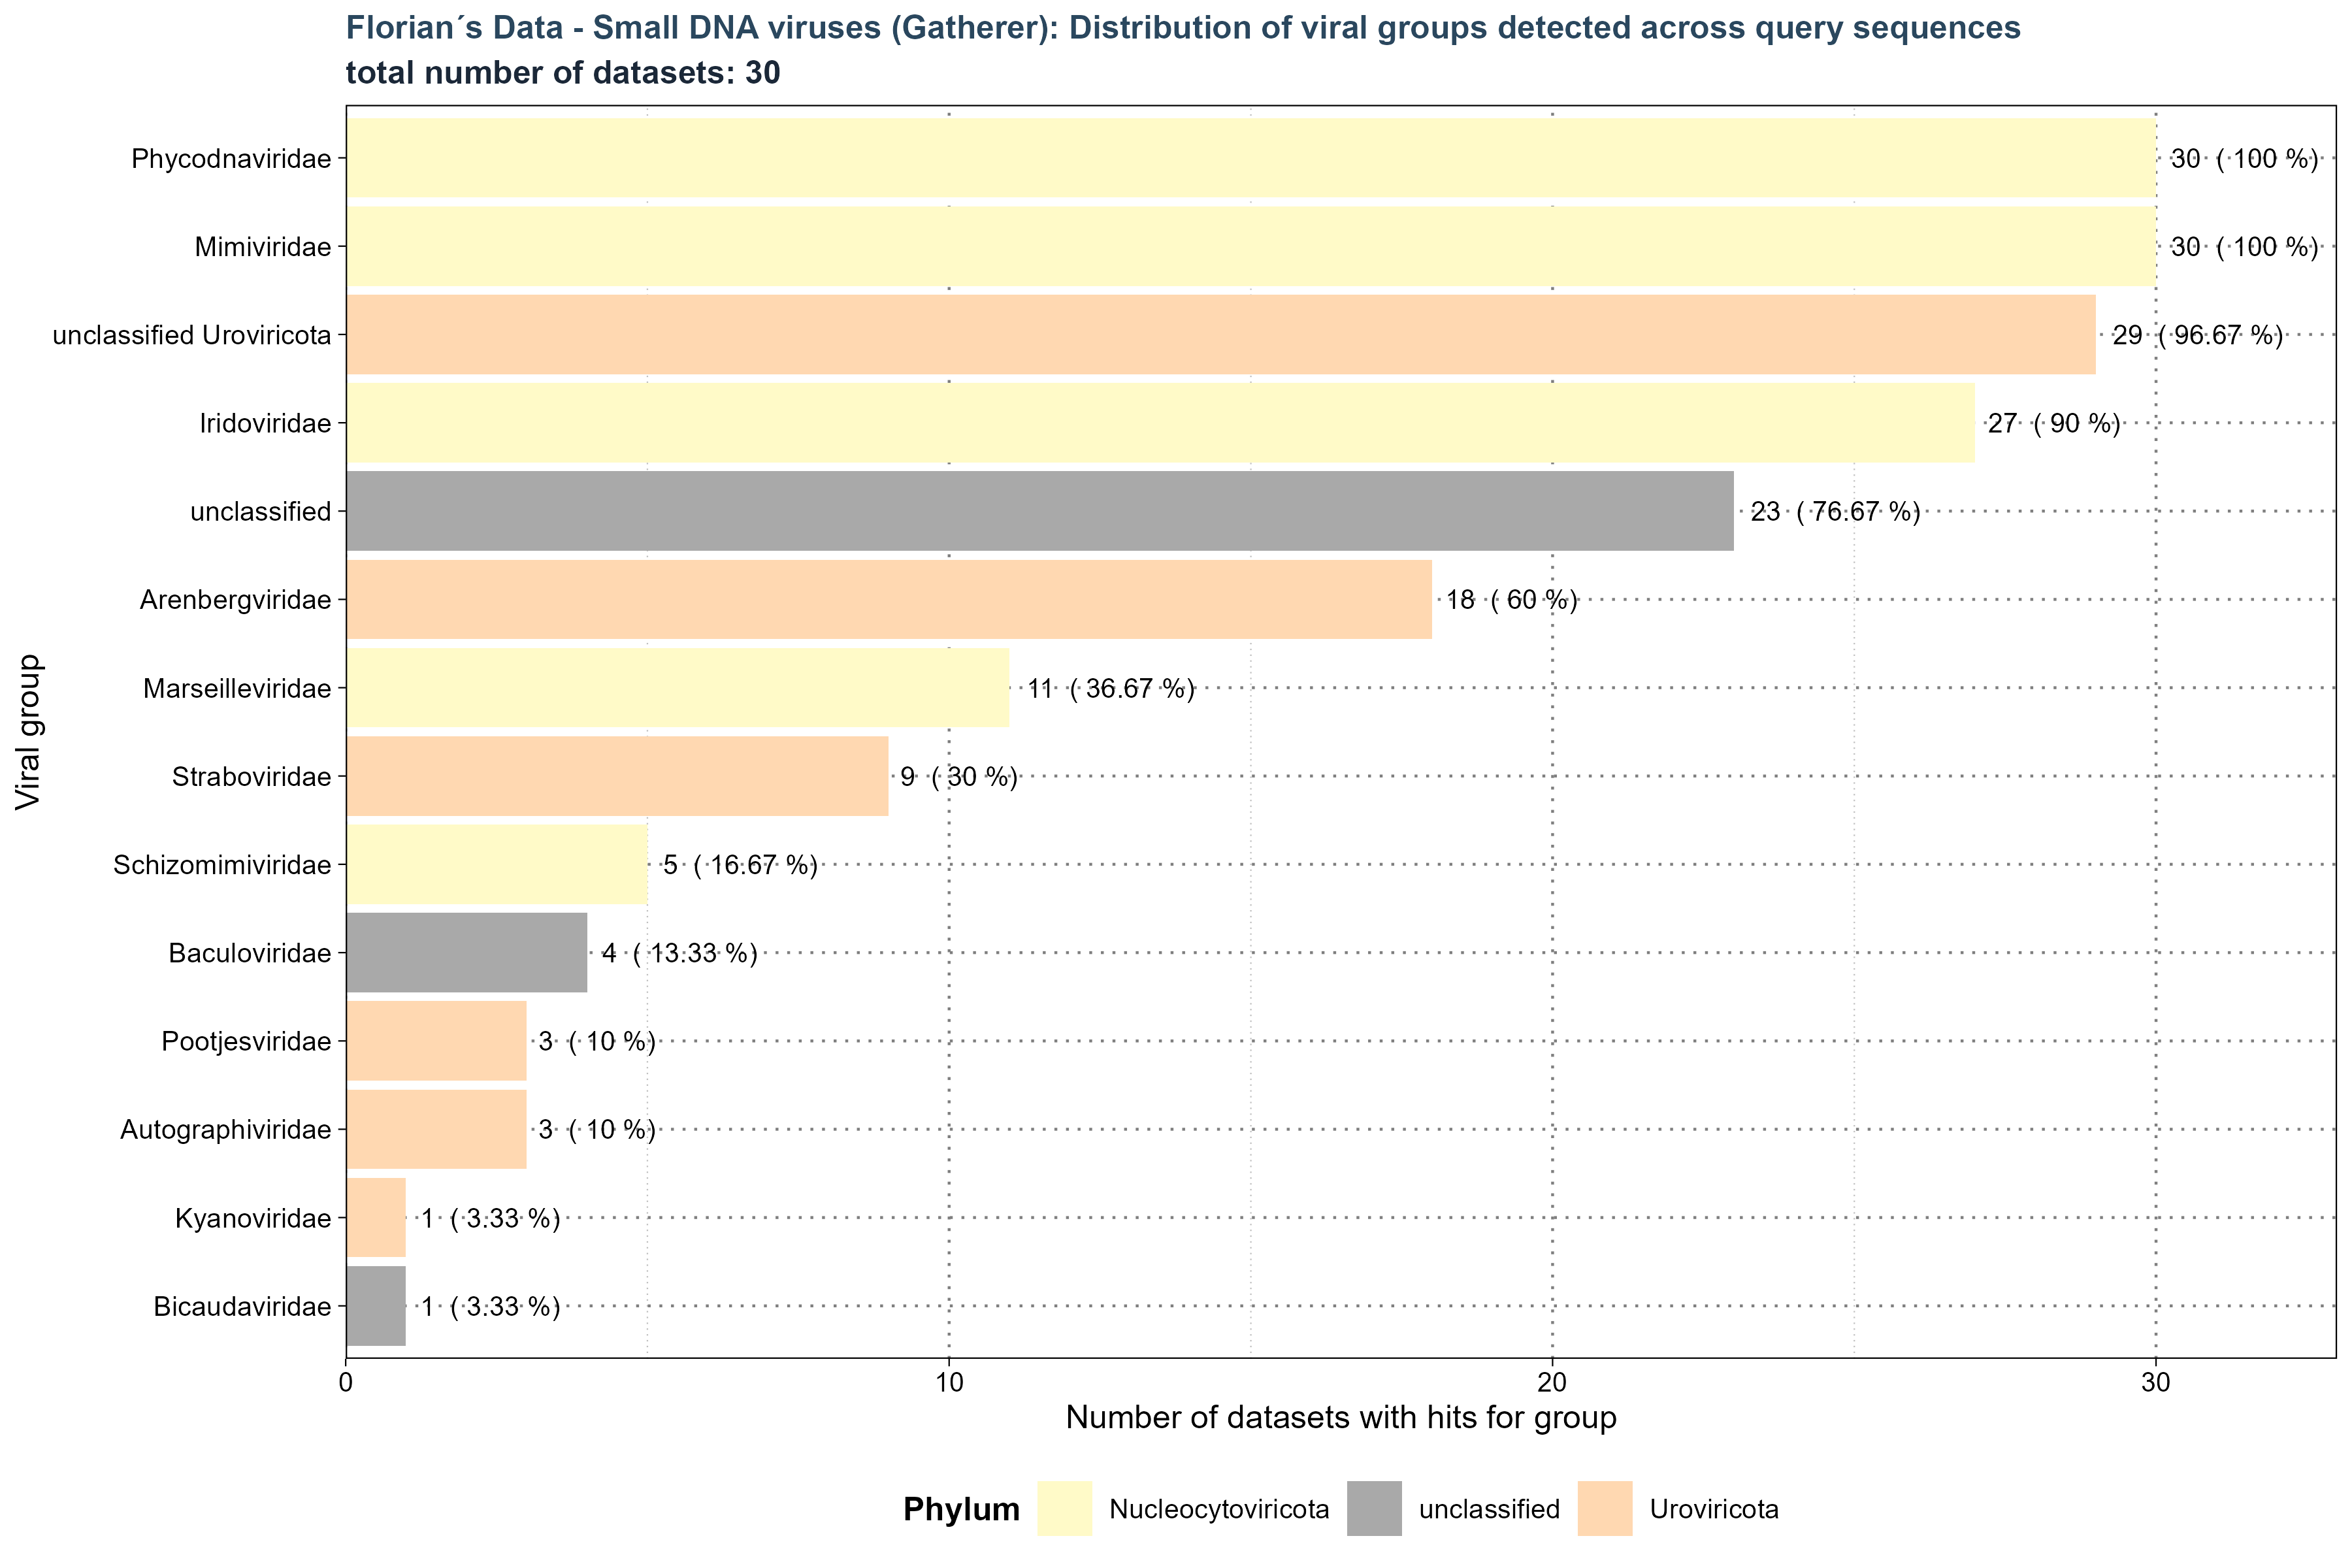 Florian´s Data - Small DNA viruses (Gatherer): Distribution of viral groups detected across query sequences
total number of datasets: 30
Viral group
Phycodnaviridae 30 ( 100 %)
Mimiviridae 30 ( 100 %)
unclassified Uroviricota 29 ( 96.67 %)
Iridoviridae 27 ( 90 %)
unclassified 23 ( 76.67 %)
Arenbergviridae 18 ( 60 %)
Marseilleviridae 11 ( 36.67 %)
Straboviridae 9 ( 30 %)
Schizomimiviridae 5 ( 16.67 %)
Baculoviridae 4 ( 13.33 %)
Pootjesviridae 3 ( 10 %)
Autographiviridae 3 ( 10 %)
Kyanoviridae 1 ( 3.33 %)
Bicaudaviridae 1 ( 3.33 %)
0 10 20 30
Number of datasets with hits for group
Phylum Nucleocytoviricota unclassified Uroviricota